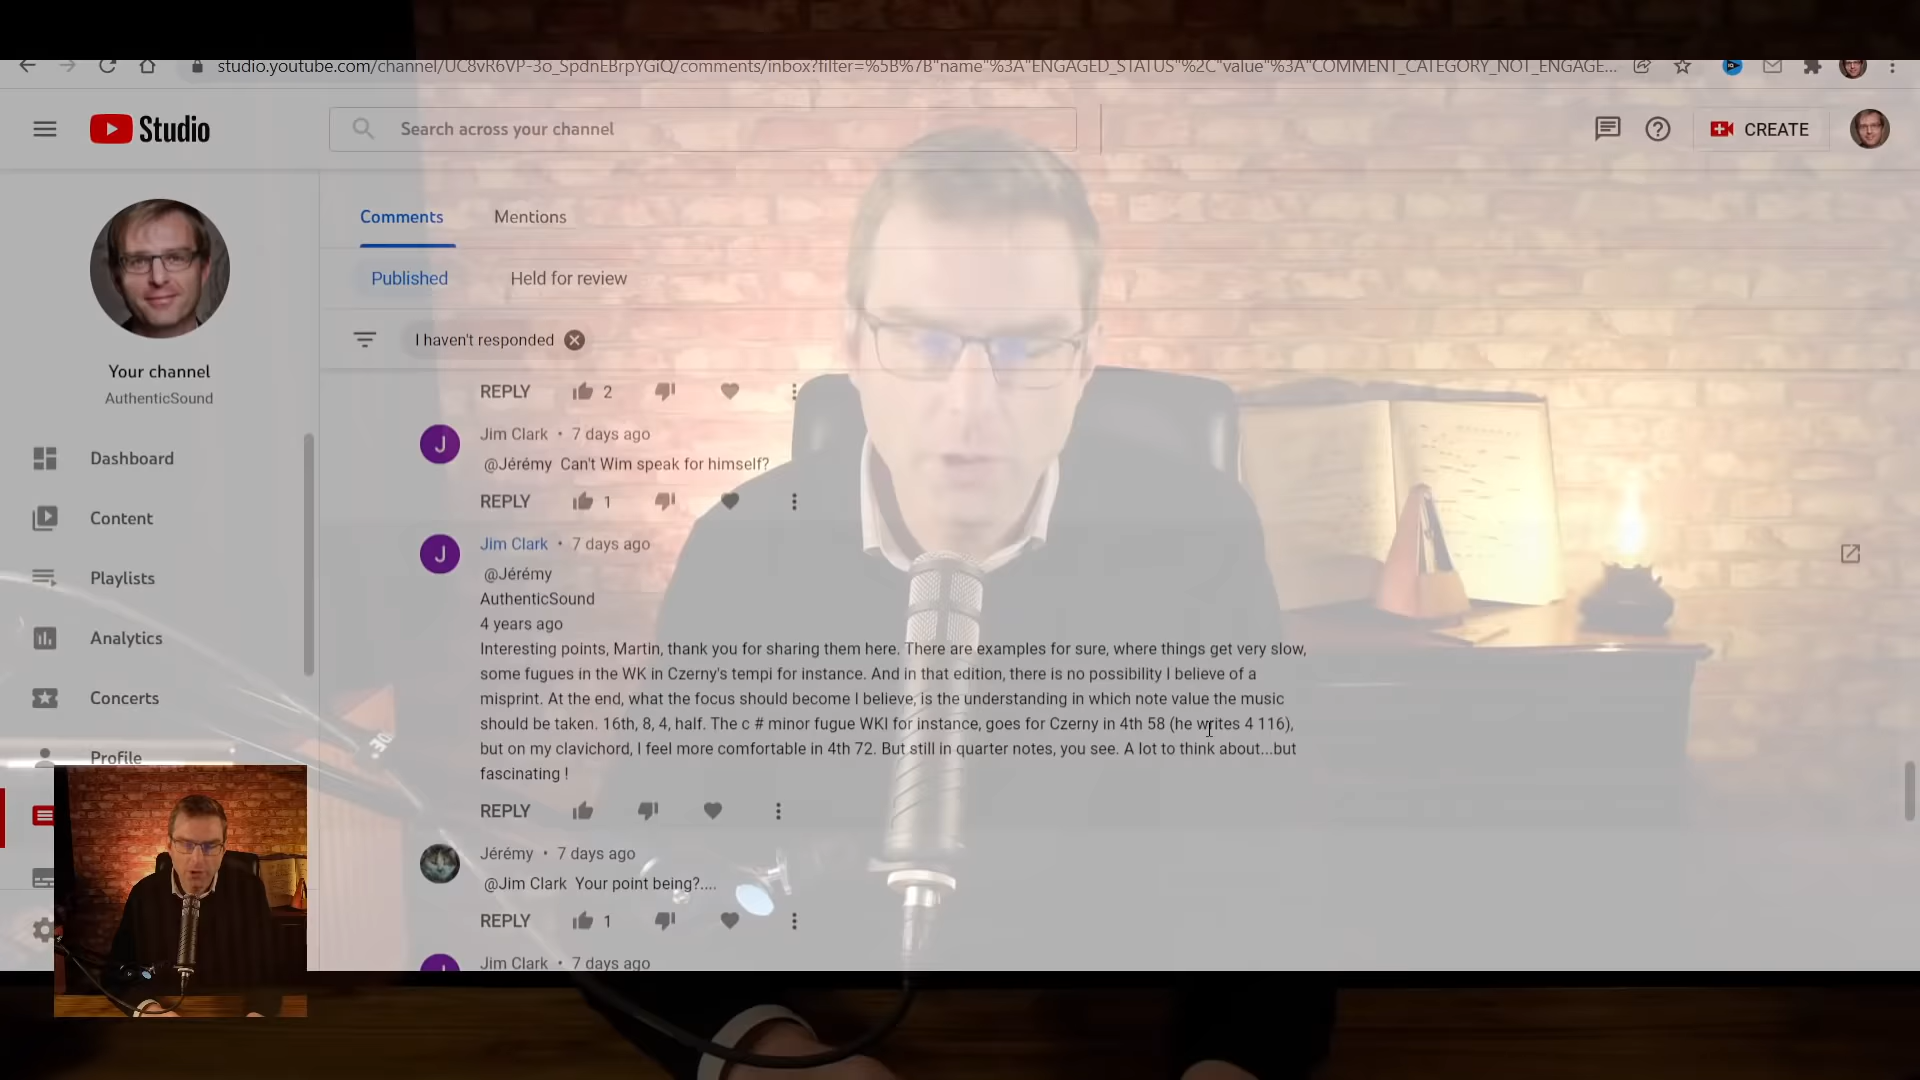 studio.youtube.com/channel/UC8vR6VP-3o_SpdnEBrpYGiQ/comments/inbox?filter=%5B%7B"name"%3A"ENGAGED_STATUS"%2C"value"%3A"COMMENT_CATEGORY_NOT_ENGAGE...
Studio
Search across your channel
CREATE
Comments
Mentions
Published
Held for review
I haven't responded
Your channel
AuthenticSound
Dashboard
Content
Playlists
Analytics
Concerts
Profile
REPLY 2
J
Jim Clark • 7 days ago
@Jérémy Can't Wim speak for himself?
REPLY 1
J
Jim Clark • 7 days ago
@Jérémy
AuthenticSound
4 years ago
Interesting points, Martin, thank you for sharing them here. There are examples for sure, where things get very slow,
some fugues in the WK in Czerny's tempi for instance. And in that edition, there is no possibility I believe of a
misprint. At the end, what the focus should become I believe, is the understanding in which note value the music
should be taken. 16th, 8, 4, half. The c # minor fugue WKI for instance, goes for Czerny in 4th 58 (he writes 4 116),
but on my clavichord, I feel more comfortable in 4th 72. But still in quarter notes, you see. A lot to think about...but
fascinating !
REPLY
Jérémy • 7 days ago
@Jim Clark Your point being?....
REPLY 1
Jim Clark • 7 days ago
30